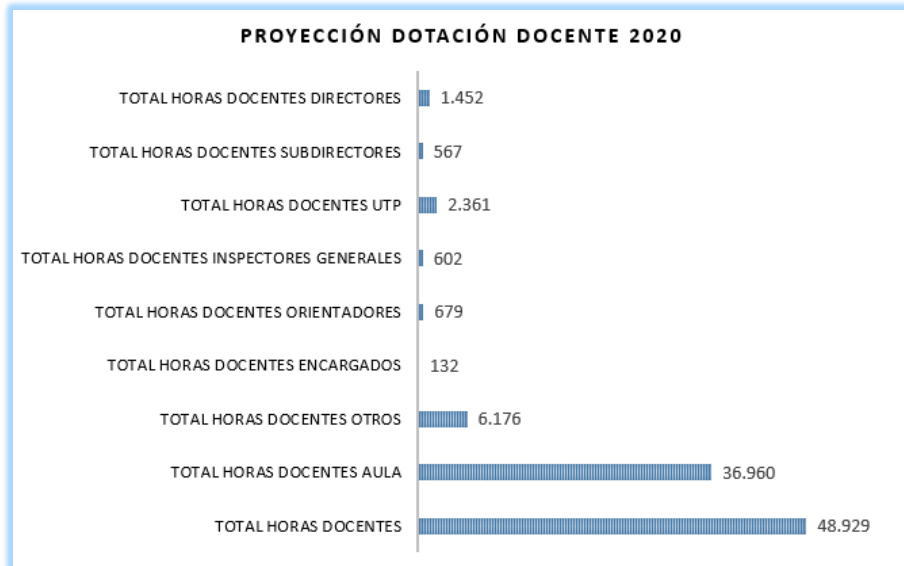 PROYECCIÓN DOTACIÓN DOCENTE 2020
TOTAL HORAS DOCENTES DIRECTORES 1.452
TOTAL HORAS DOCENTES SUBDIRECTORES 567
TOTAL HORAS DOCENTES UTP 2.361
TOTAL HORAS DOCENTES INSPECTORES GENERALES 602
TOTAL HORAS DOCENTES ORIENTADORES 679
TOTAL HORAS DOCENTES ENCARGADOS 132
TOTAL HORAS DOCENTES OTROS 6.176
TOTAL HORAS DOCENTES AULA 36.960
TOTAL HORAS DOCENTES 48.929